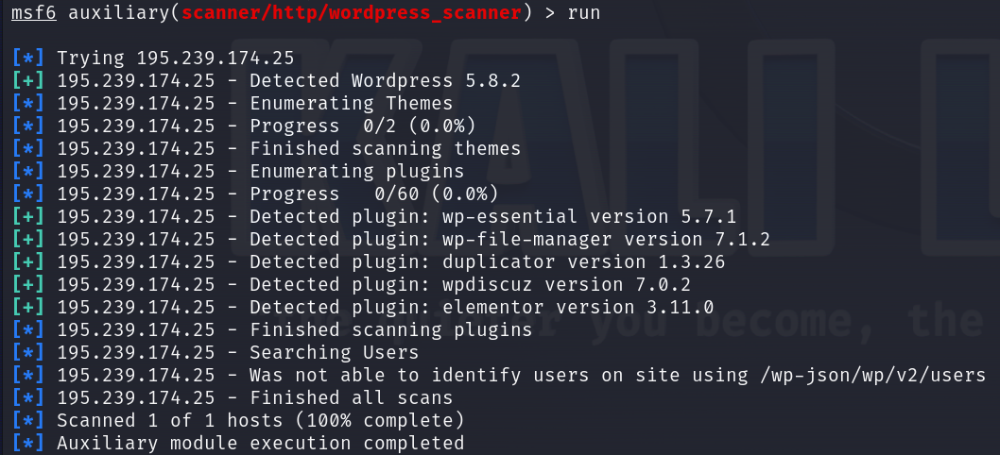 msf6 auxiliary(scanner/http/wordpress_scanner) > run
[*] Trying 195.239.174.25
[+] 195.239.174.25 - Detected Wordpress 5.8.2
[*] 195.239.174.25 - Enumerating Themes
[*] 195.239.174.25 - Progress  0/2 (0.0%)
[*] 195.239.174.25 - Finished scanning themes
[*] 195.239.174.25 - Enumerating plugins
[*] 195.239.174.25 - Progress   0/60 (0.0%)
[+] 195.239.174.25 - Detected plugin: wp-essential version 5.7.1
[+] 195.239.174.25 - Detected plugin: wp-file-manager version 7.1.2
[+] 195.239.174.25 - Detected plugin: duplicator version 1.3.26
[+] 195.239.174.25 - Detected plugin: wpdiscuz version 7.0.2
[+] 195.239.174.25 - Detected plugin: elementor version 3.11.0
[*] 195.239.174.25 - Finished scanning plugins
[*] 195.239.174.25 - Searching Users
[*] 195.239.174.25 - Was not able to identify users on site using /wp-json/wp/v2/users
[*] 195.239.174.25 - Finished all scans
[*] Scanned 1 of 1 hosts (100% complete)
[*] Auxiliary module execution completed
KALI
you become, the